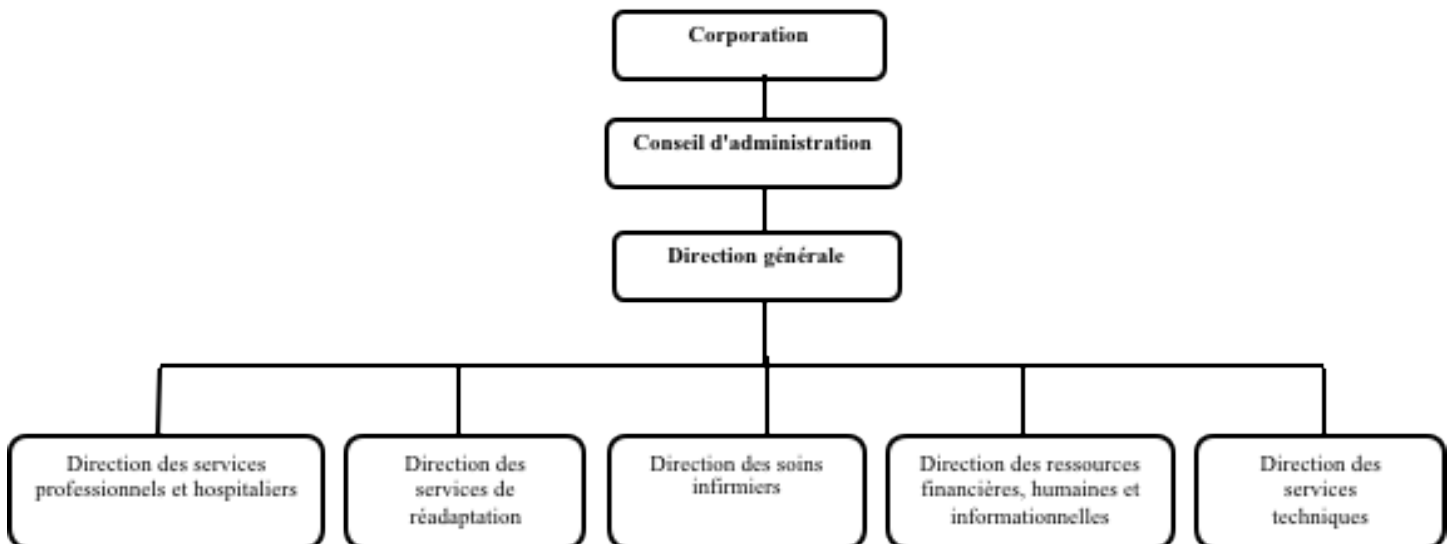 Corporation
Conseil d'administration
Direction générale
Direction des services
professionnels et hospitaliers
Direction des
services de
réadaptation
Direction des soins
infirmiers
Direction des ressources
financières, humaines et
informationnelles
Direction des
services
techniques